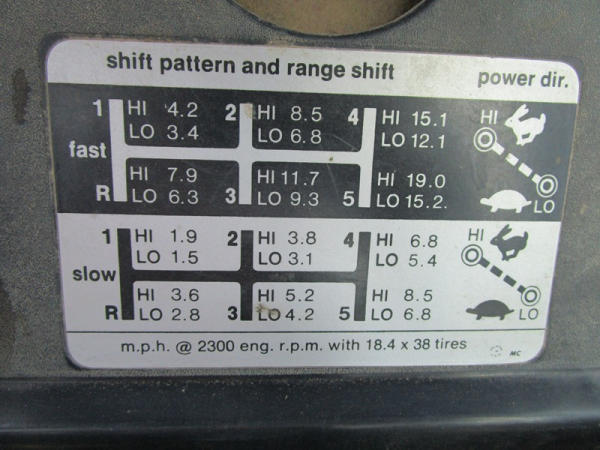 shift pattern and range shift power dir.
1 HI 4.2 2 HI 8.5 4 HI 15.1 HI
LO 3.4 LO 6.8 LO 12.1
fast
HI 7.9 HI 11.7 HI 19.0
R LO 6.3 3 LO 9.3 5 LO 15.2. LO
1 HI 1.9 2 HI 3.8 4 HI 6.8 HI
LO 1.5 LO 3.1 LO 5.4
slow
HI 3.6 HI 5.2 HI 8.5
R LO 2.8 3 LO 4.2 5 LO 6.8 LO
m.p.h. @ 2300 eng. r.p.m. with 18.4 x 38 tires MC